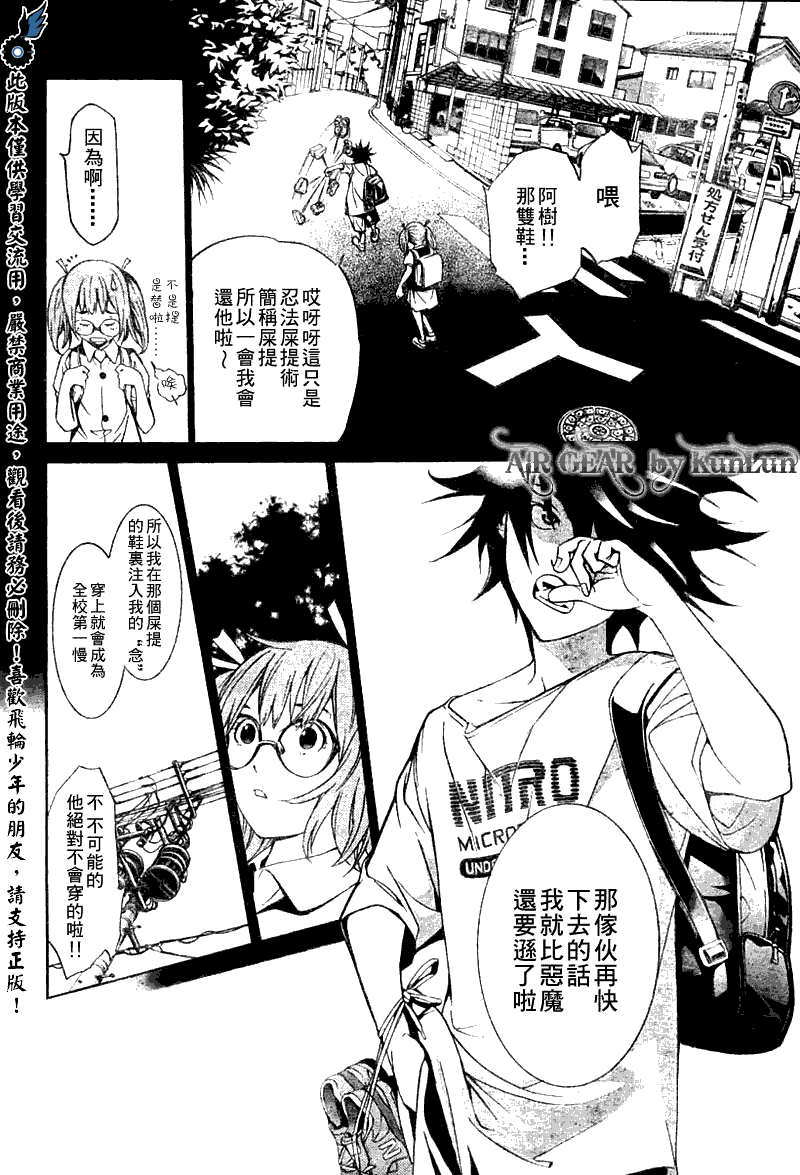 喂
阿樹!!
那雙鞋…
処方せん受付
哎呀呀這只是
忍法屎提術
簡稱屎提
所以一會我會
還他啦~
因為啊……
不是提
是替啦……
唉
AIR GEAR by KunLun
那傢伙再快
下去的話
我就比惡魔
還要遜了啦
NITRO
MICRO
UND
所以我在那個屎提
的鞋裏注入我的“念”
穿上就會成為
全校第一慢
不不可能的
他絕對不會穿的啦!!
此版本僅供學習交流用,嚴禁商業用途,觀看後請務必刪除!喜歡飛輪少年的朋友,請支持正版!